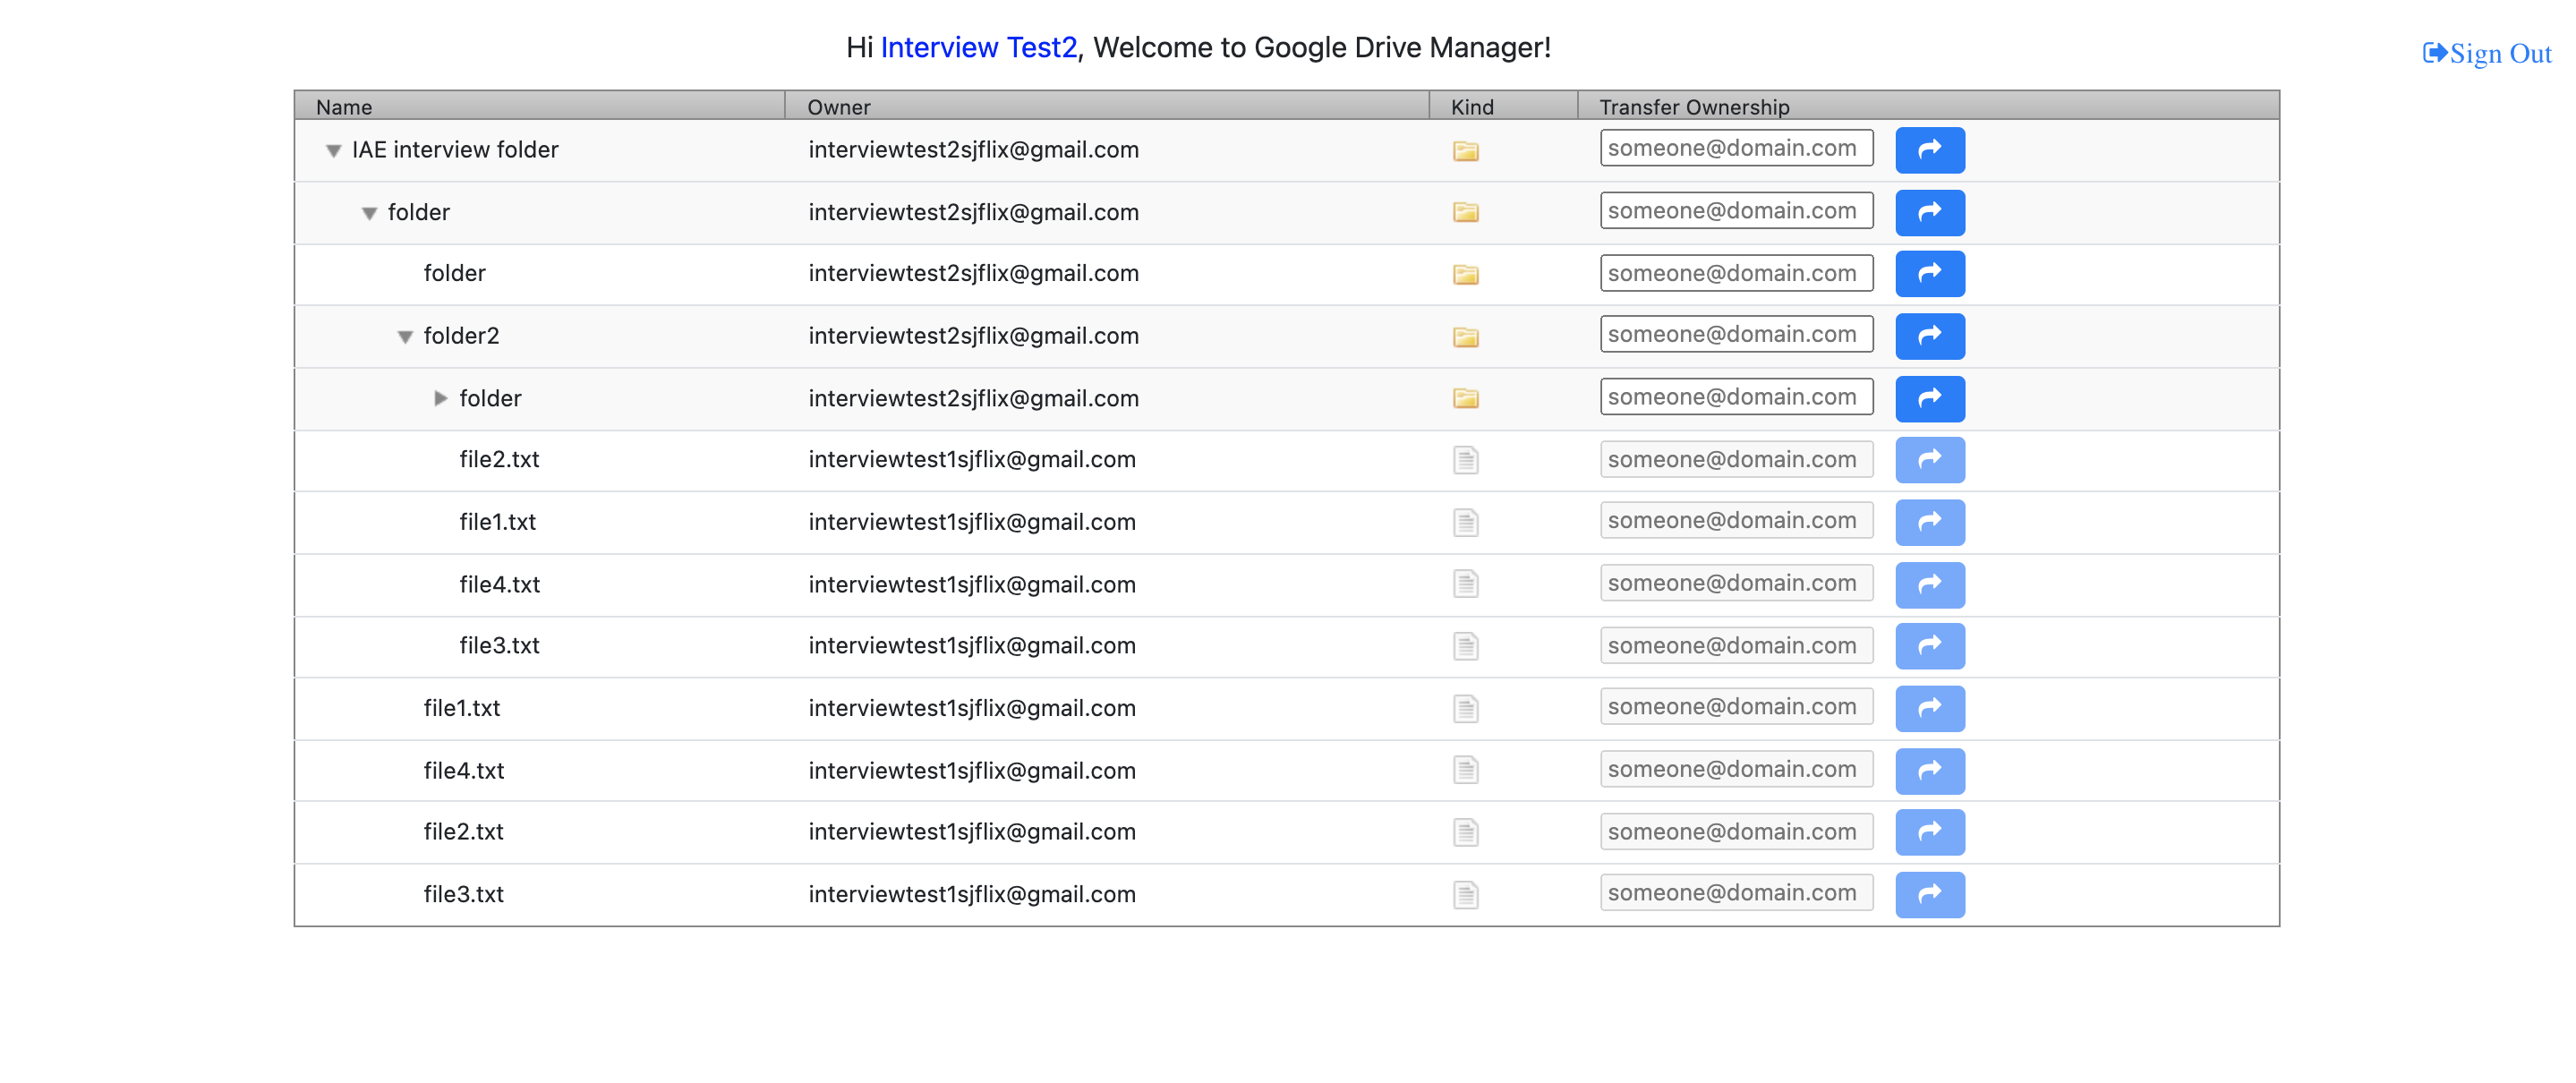 Hi Interview Test2, Welcome to Google Drive Manager!
Sign Out
Name Owner Kind Transfer Ownership
IAE interview folder interviewtest2sjflix@gmail.com someone@domain.com
folder interviewtest2sjflix@gmail.com someone@domain.com
folder interviewtest2sjflix@gmail.com someone@domain.com
folder2 interviewtest2sjflix@gmail.com someone@domain.com
folder interviewtest2sjflix@gmail.com someone@domain.com
file2.txt interviewtest1sjflix@gmail.com someone@domain.com
file1.txt interviewtest1sjflix@gmail.com someone@domain.com
file4.txt interviewtest1sjflix@gmail.com someone@domain.com
file3.txt interviewtest1sjflix@gmail.com someone@domain.com
file1.txt interviewtest1sjflix@gmail.com someone@domain.com
file4.txt interviewtest1sjflix@gmail.com someone@domain.com
file2.txt interviewtest1sjflix@gmail.com someone@domain.com
file3.txt interviewtest1sjflix@gmail.com someone@domain.com